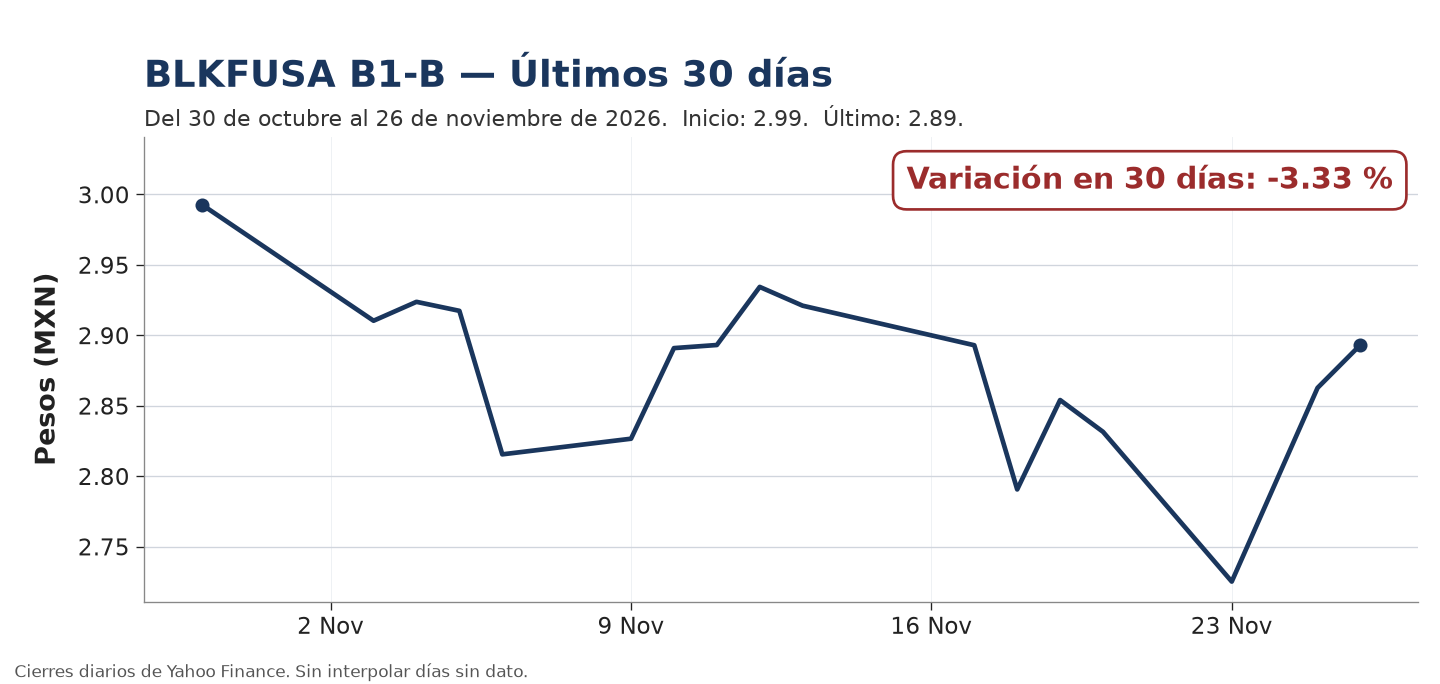 BLKFUSA B1-B — Últimos 30 días
Del 30 de octubre al 26 de noviembre de 2026.  Inicio: 2.99.  Último: 2.89.
Variación en 30 días: -3.33 %
Pesos (MXN)
3.00
2.95
2.90
2.85
2.80
2.75
2 Nov
9 Nov
16 Nov
23 Nov
Cierres diarios de Yahoo Finance. Sin interpolar días sin dato.